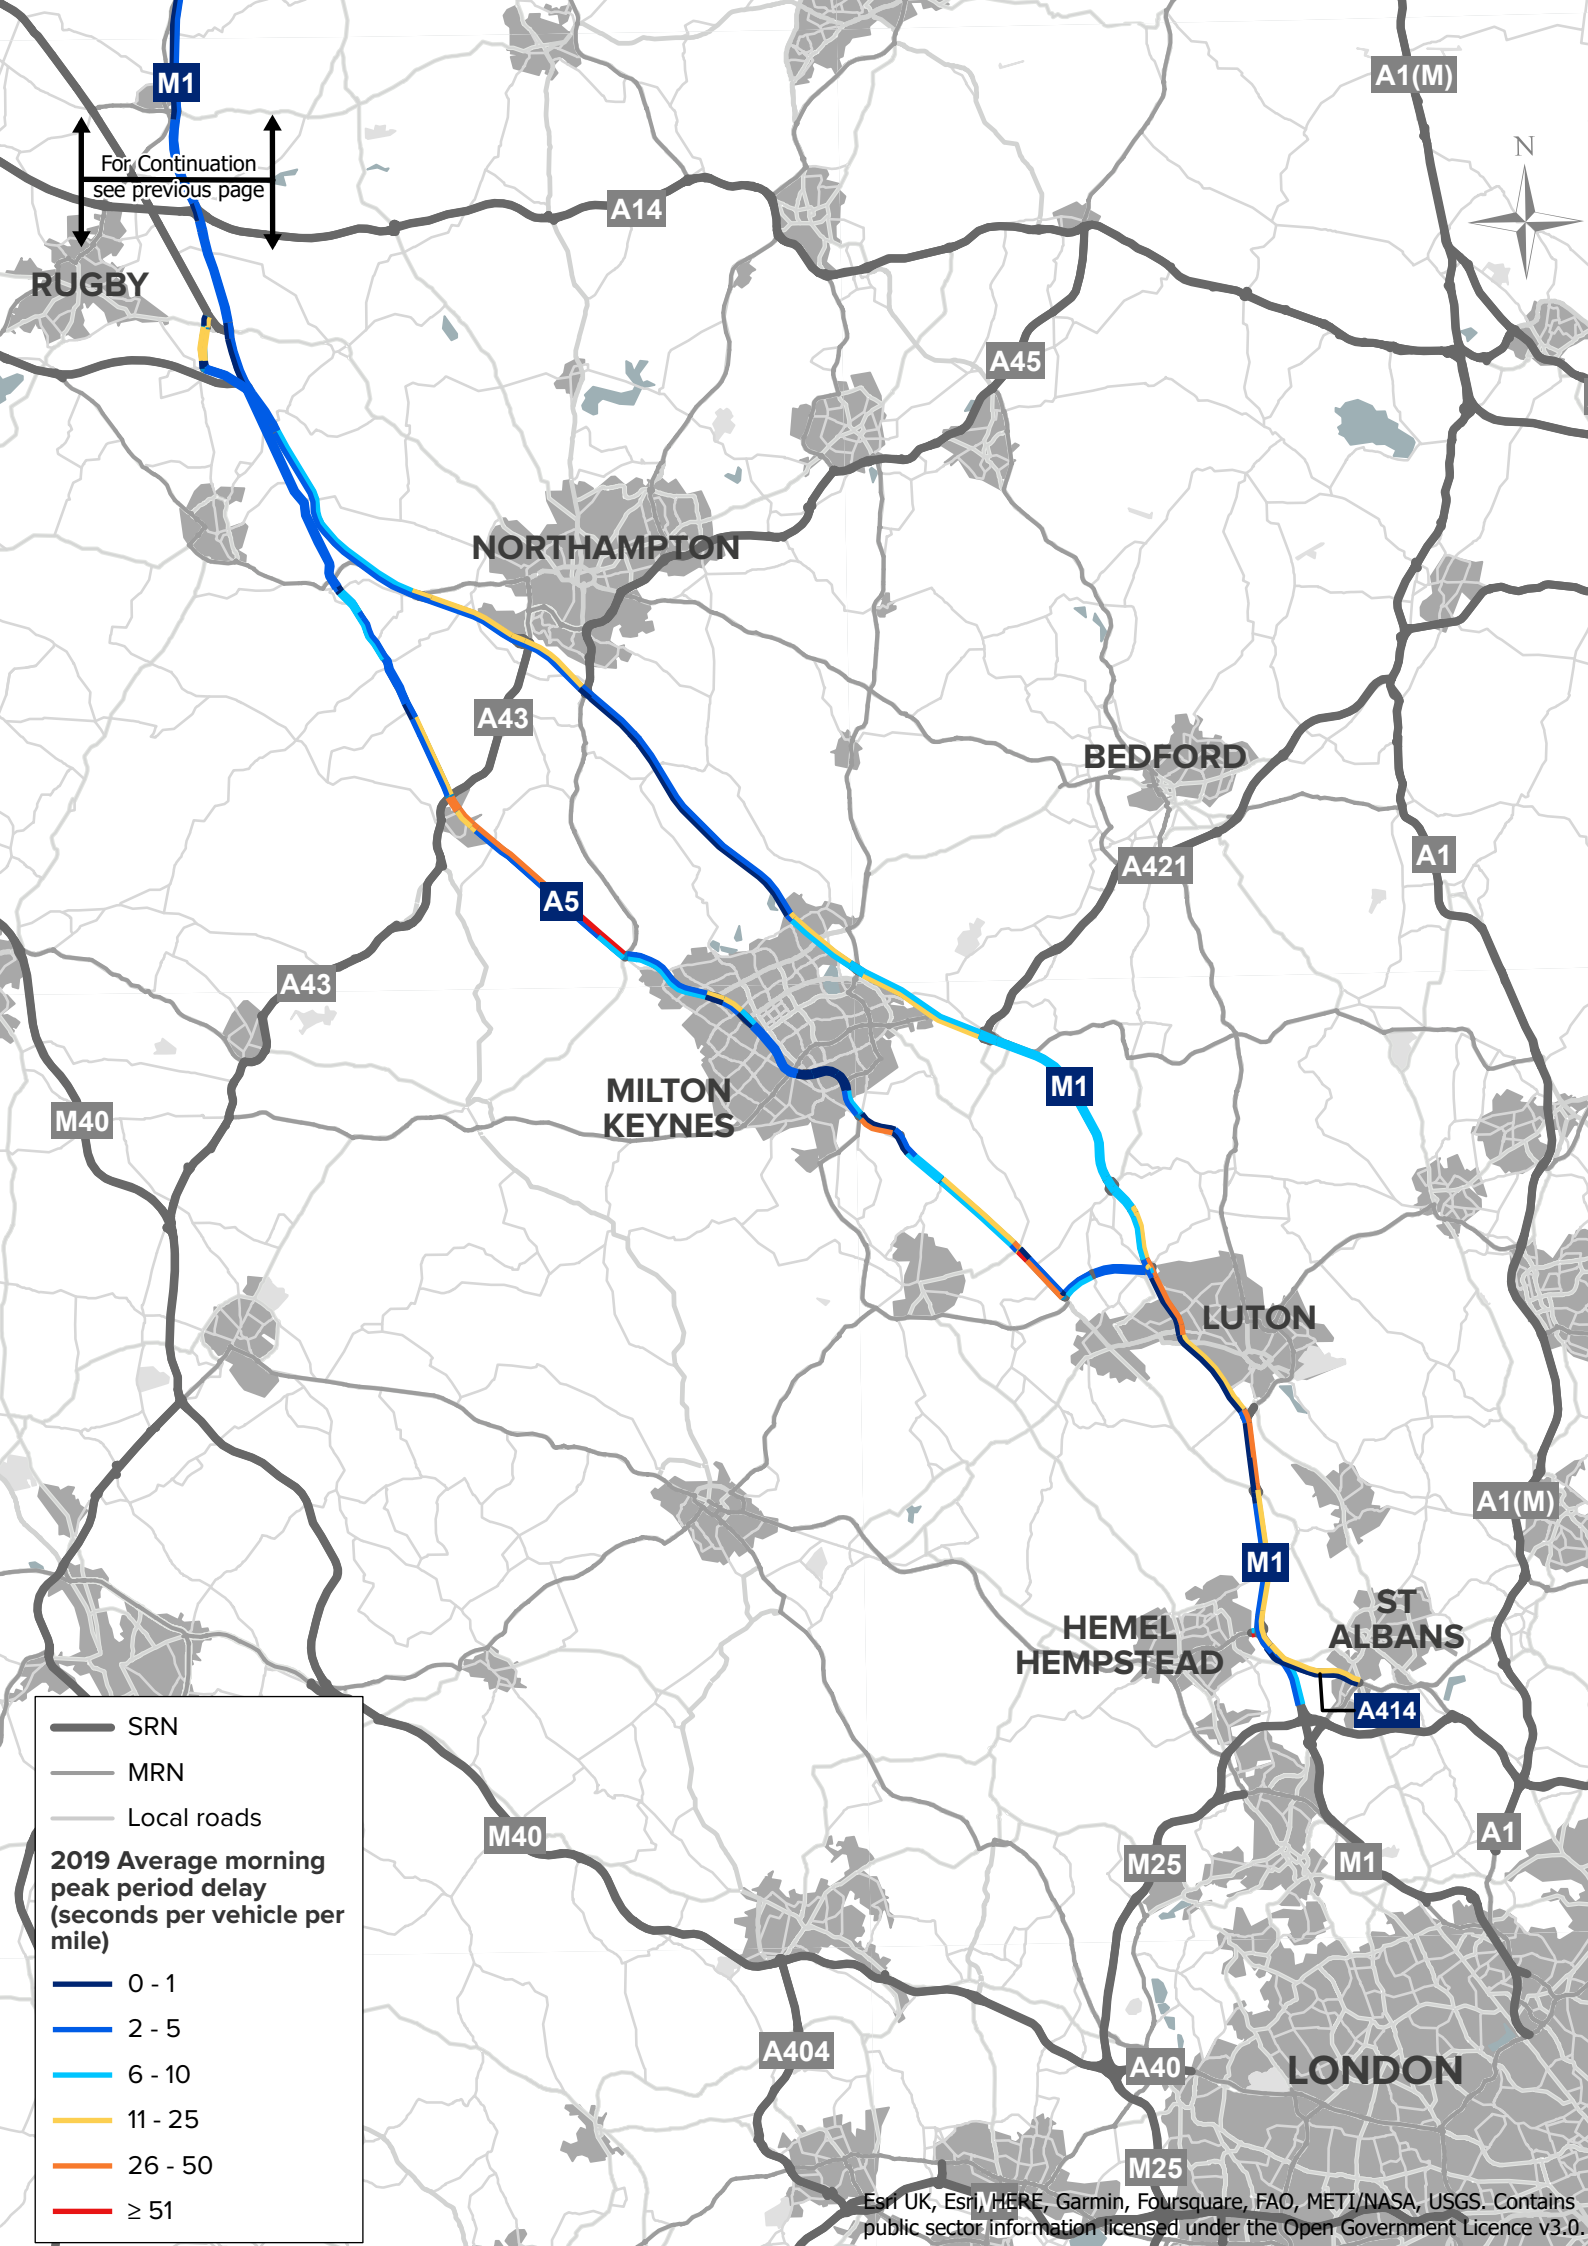 M1
A1(M)
For Continuation
see previous page
N
A14
RUGBY
A45
NORTHAMPTON
A43
BEDFORD
A421
A1
A5
A43
MILTON
KEYNES
M1
M40
LUTON
A1(M)
M1
HEMEL
HEMPSTEAD
ST
ALBANS
A414
SRN
MRN
Local roads
2019 Average morning
peak period delay
(seconds per vehicle per
mile)
0 - 1
2 - 5
6 - 10
11 - 25
26 - 50
≥ 51
M40
A1
M25
M1
A404
A40
LONDON
M25
Esri UK, Esri, HERE, Garmin, Foursquare, FAO, METI/NASA, USGS. Contains
public sector information licensed under the Open Government Licence v3.0.